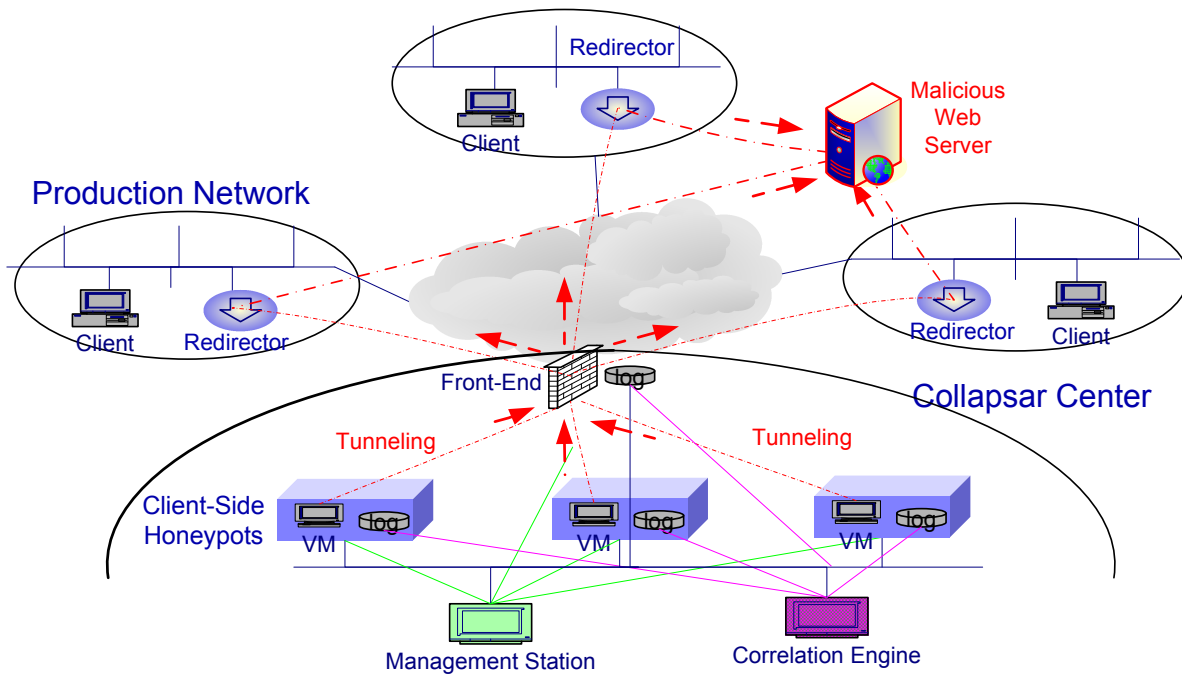 Redirector
Client
Malicious
Web
Server
Production Network
Client
Redirector
Redirector
Client
Front-End
log
Collapsar Center
Tunneling
Tunneling
Client-Side
Honeypots
VM
log
VM
log
VM
log
Management Station
Correlation Engine